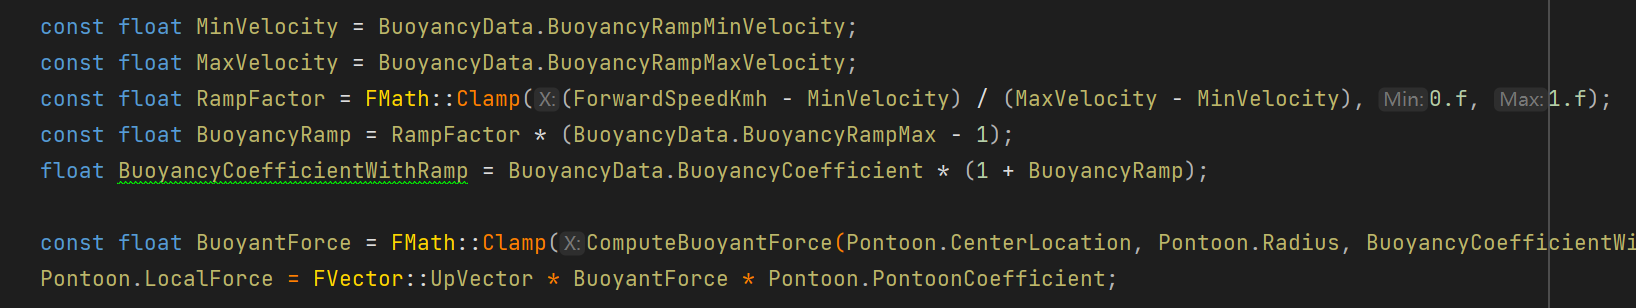 const float MinVelocity = BuoyancyData.BuoyancyRampMinVelocity;
const float MaxVelocity = BuoyancyData.BuoyancyRampMaxVelocity;
const float RampFactor = FMath::Clamp(X:(ForwardSpeedKmh - MinVelocity) / (MaxVelocity - MinVelocity), Min:0.f, Max:1.f);
const float BuoyancyRamp = RampFactor * (BuoyancyData.BuoyancyRampMax - 1);
float BuoyancyCoefficientWithRamp = BuoyancyData.BuoyancyCoefficient * (1 + BuoyancyRamp);
const float BuoyantForce = FMath::Clamp(X:ComputeBuoyantForce(Pontoon.CenterLocation, Pontoon.Radius, BuoyancyCoefficientWi
Pontoon.LocalForce = FVector::UpVector * BuoyantForce * Pontoon.PontoonCoefficient;